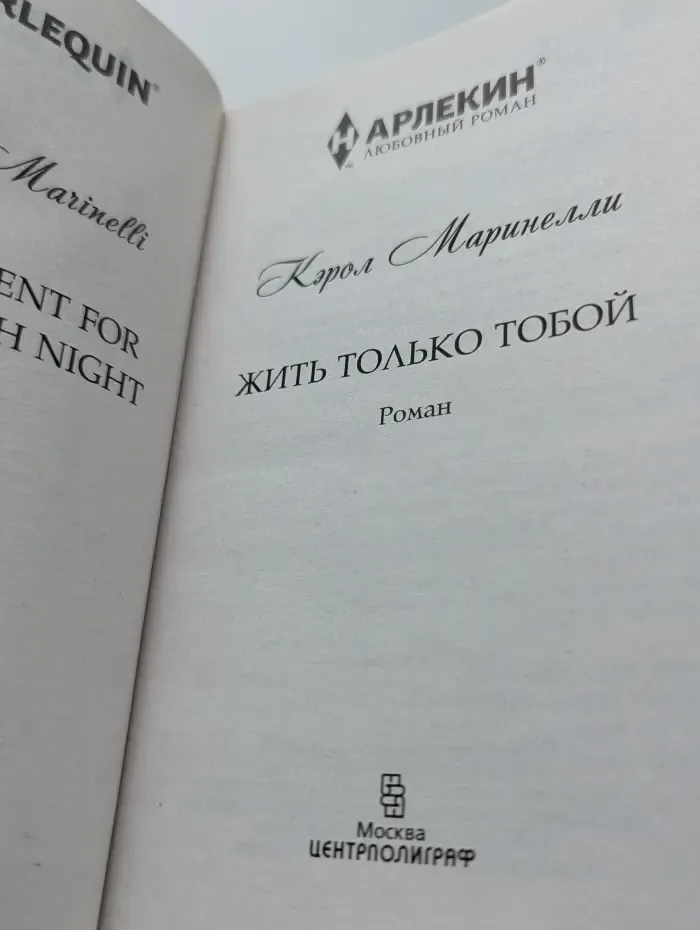 RLEQUIN®
Marinelli
ENT FOR
H NIGHT
АРЛЕКИН®
ЛЮБОВНЫЙ РОМАН
Кэрол Маринелли
ЖИТЬ ТОЛЬКО ТОБОЙ
Роман
Москва
ЦЕНТРПОЛИГРАФ